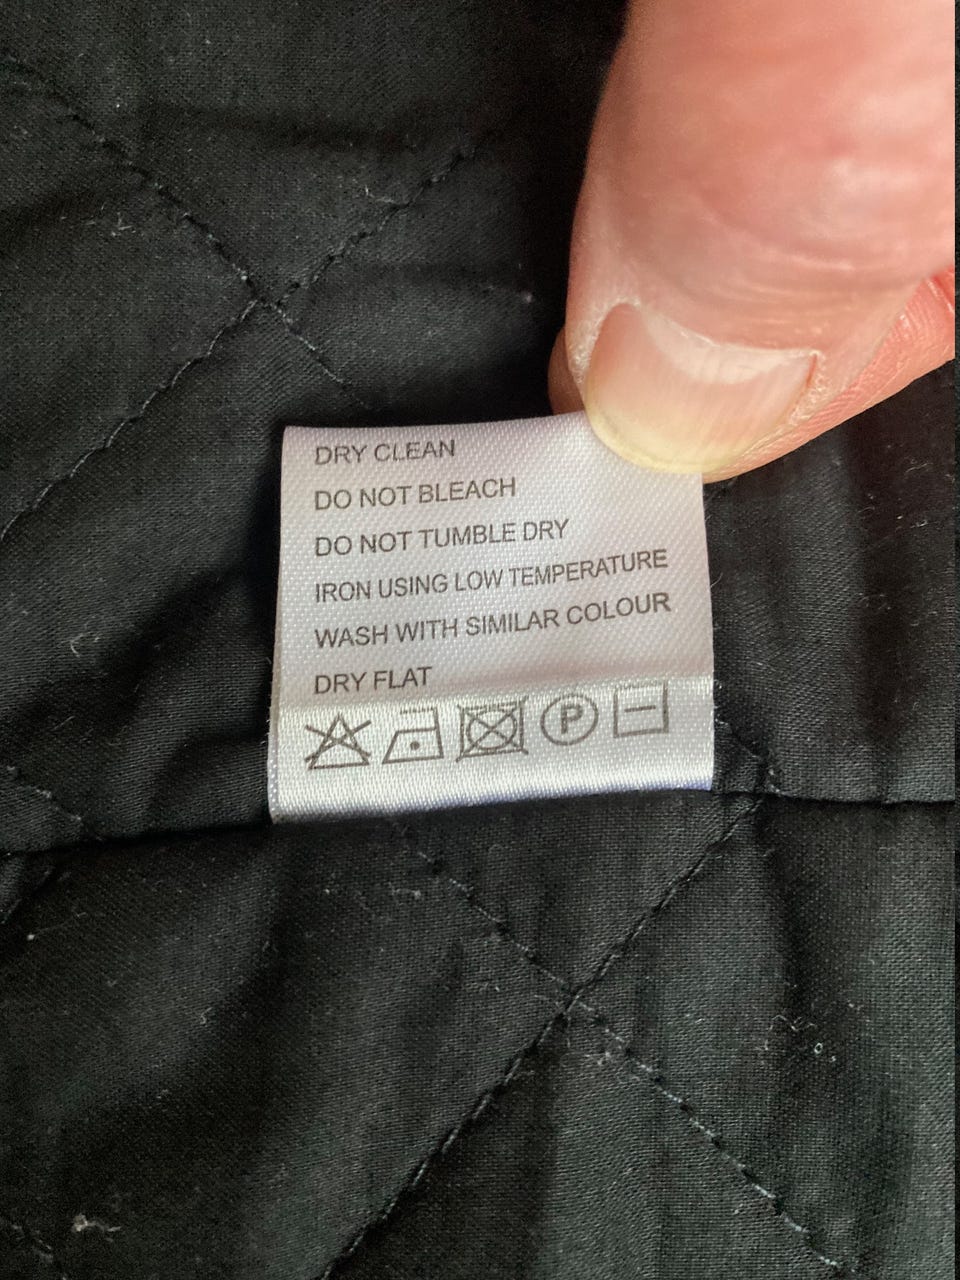 DRY CLEAN
DO NOT BLEACH
DO NOT TUMBLE DRY
IRON USING LOW TEMPERATURE
WASH WITH SIMILAR COLOUR
DRY FLAT
P